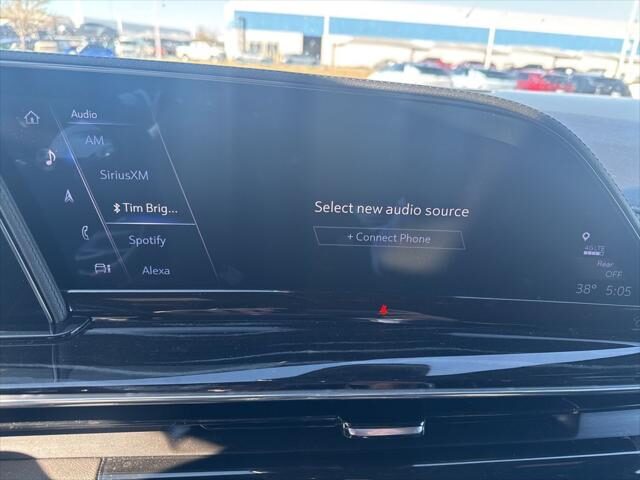 Audio
AM
SiriusXM
Tim Brig...
Spotify
Alexa
Select new audio source
+ Connect Phone
4G LTE
Rear
OFF
38° 5:05